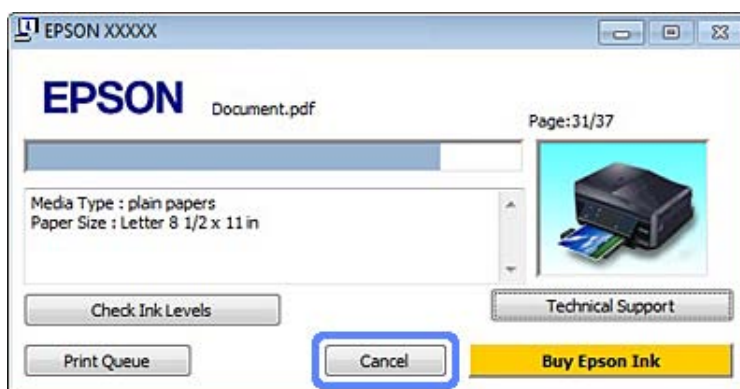 EPSON XXXXX
EPSON Document.pdf
Page:31/37
Media Type : plain papers
Paper Size : Letter 8 1/2 x 11 in
Check Ink Levels
Technical Support
Print Queue
Cancel
Buy Epson Ink